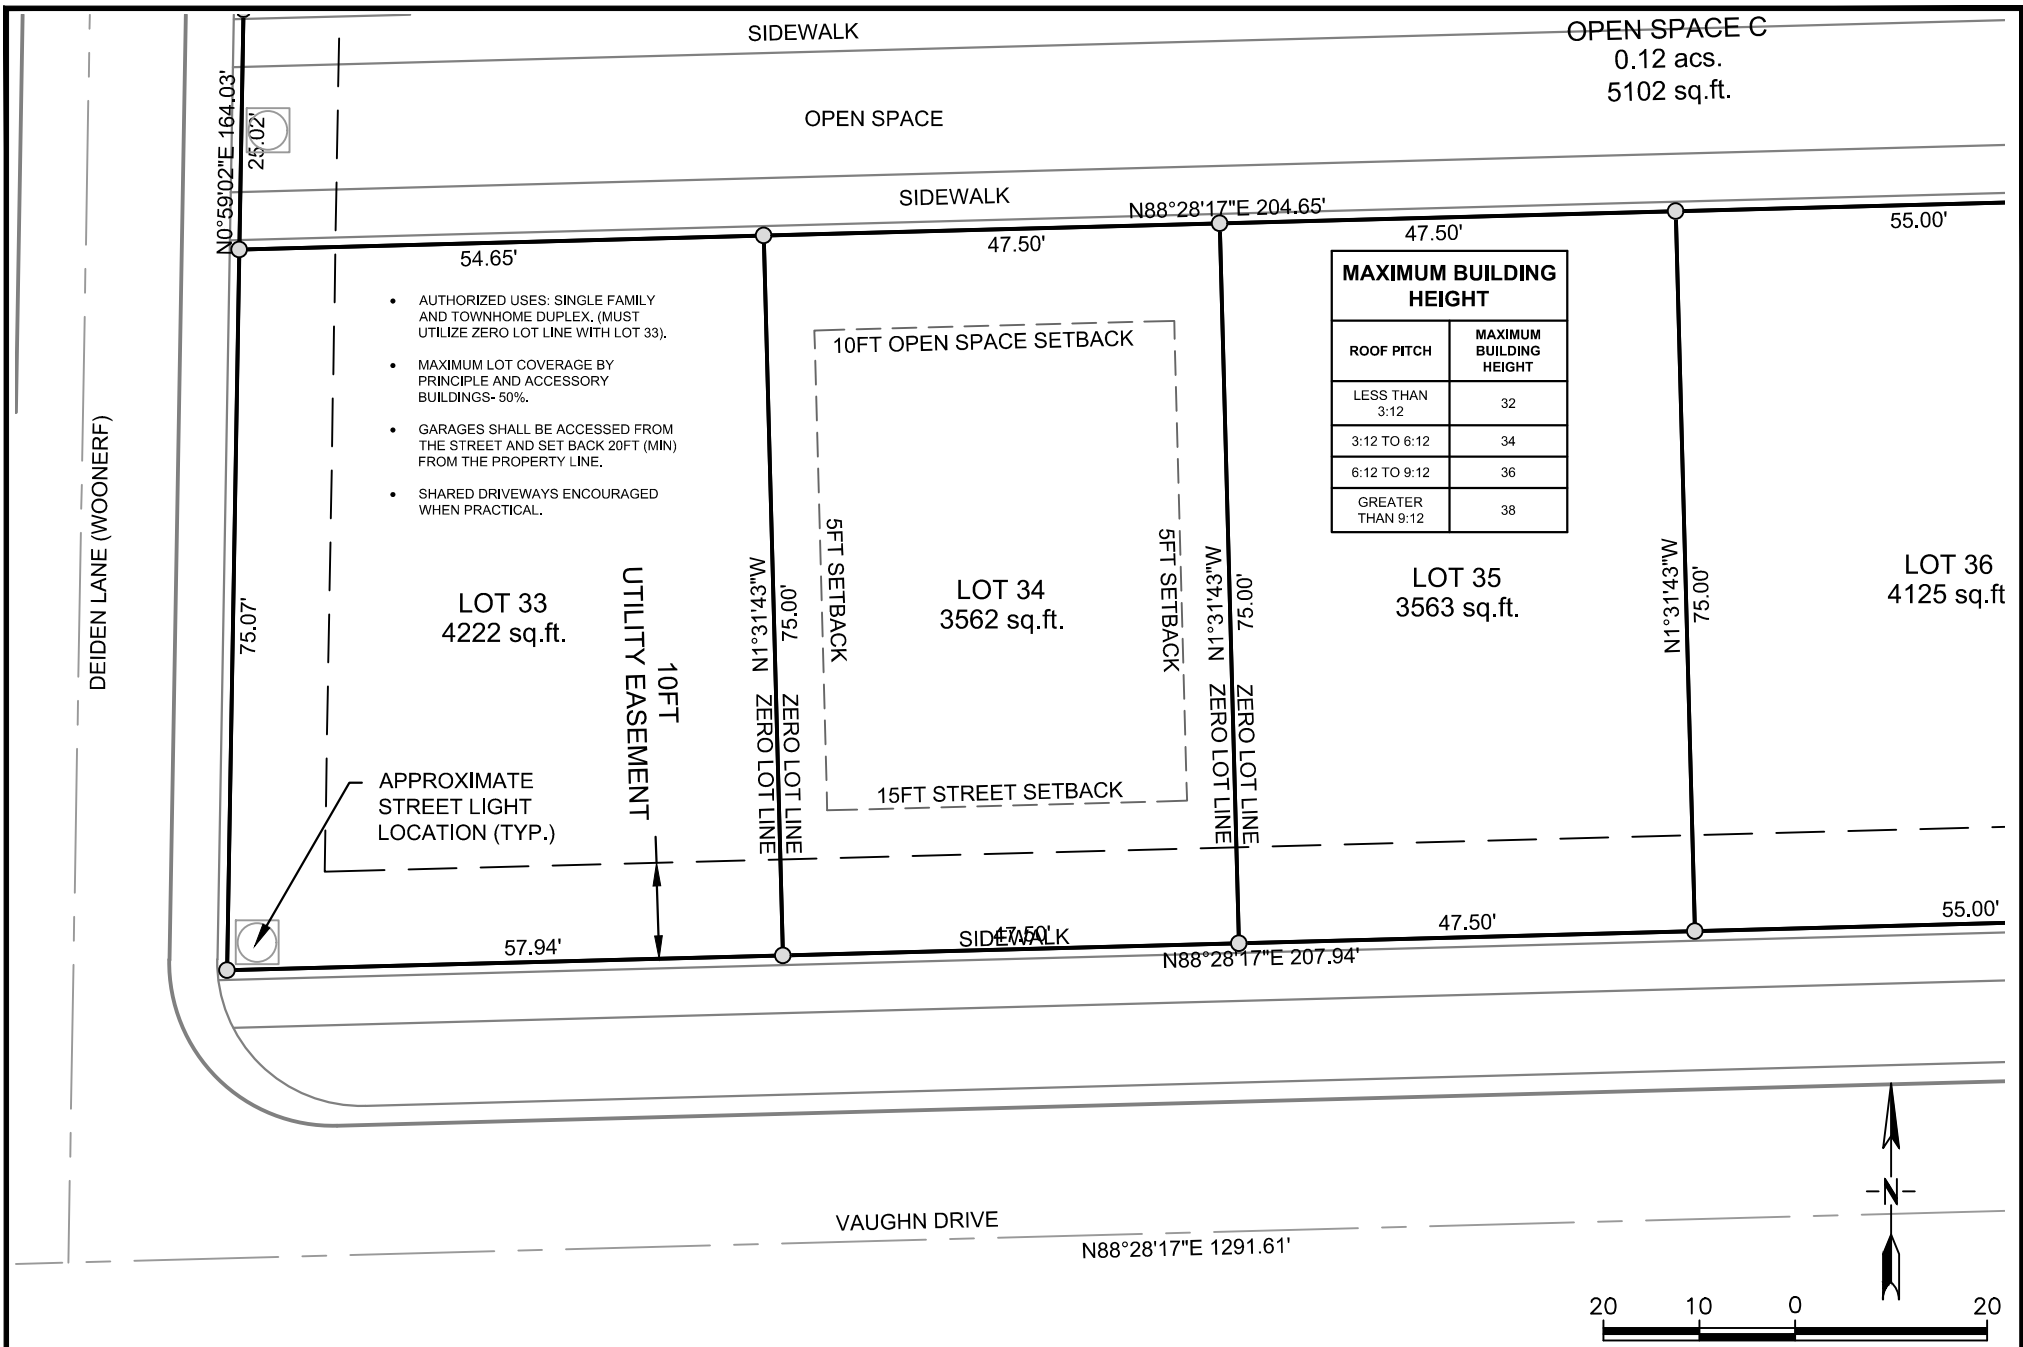 SIDEWALK
OPEN SPACE C
0.12 acs.
5102 sq.ft.
OPEN SPACE
N0°59'02"E 164.03'
25.02'
SIDEWALK
N88°28'17"E 204.65'
54.65'
47.50'
47.50'
55.00'
• AUTHORIZED USES: SINGLE FAMILY
AND TOWNHOME DUPLEX. (MUST
UTILIZE ZERO LOT LINE WITH LOT 33).
• MAXIMUM LOT COVERAGE BY
PRINCIPLE AND ACCESSORY
BUILDINGS- 50%.
• GARAGES SHALL BE ACCESSED FROM
THE STREET AND SET BACK 20FT (MIN)
FROM THE PROPERTY LINE.
• SHARED DRIVEWAYS ENCOURAGED
WHEN PRACTICAL.
10FT OPEN SPACE SETBACK
MAXIMUM BUILDING
HEIGHT
ROOF PITCH
MAXIMUM
BUILDING
HEIGHT
LESS THAN
3:12
32
3:12 TO 6:12
34
6:12 TO 9:12
36
GREATER
THAN 9:12
38
DEIDEN LANE (WOONERF)
75.07'
LOT 33
4222 sq.ft.
10FT
UTILITY EASEMENT
N1°31'43"W
75.00'
ZERO LOT LINE
ZERO LOT LINE
5FT SETBACK
LOT 34
3562 sq.ft.
5FT SETBACK
N1°31'43"W
75.00'
ZERO LOT LINE
ZERO LOT LINE
LOT 35
3563 sq.ft.
N1°31'43"W
75.00'
LOT 36
4125 sq.ft
15FT STREET SETBACK
APPROXIMATE
STREET LIGHT
LOCATION (TYP.)
57.94'
SIDEWALK
47.50'
47.50'
55.00'
N88°28'17"E 207.94'
VAUGHN DRIVE
N88°28'17"E 1291.61'
N
20 10 0 20